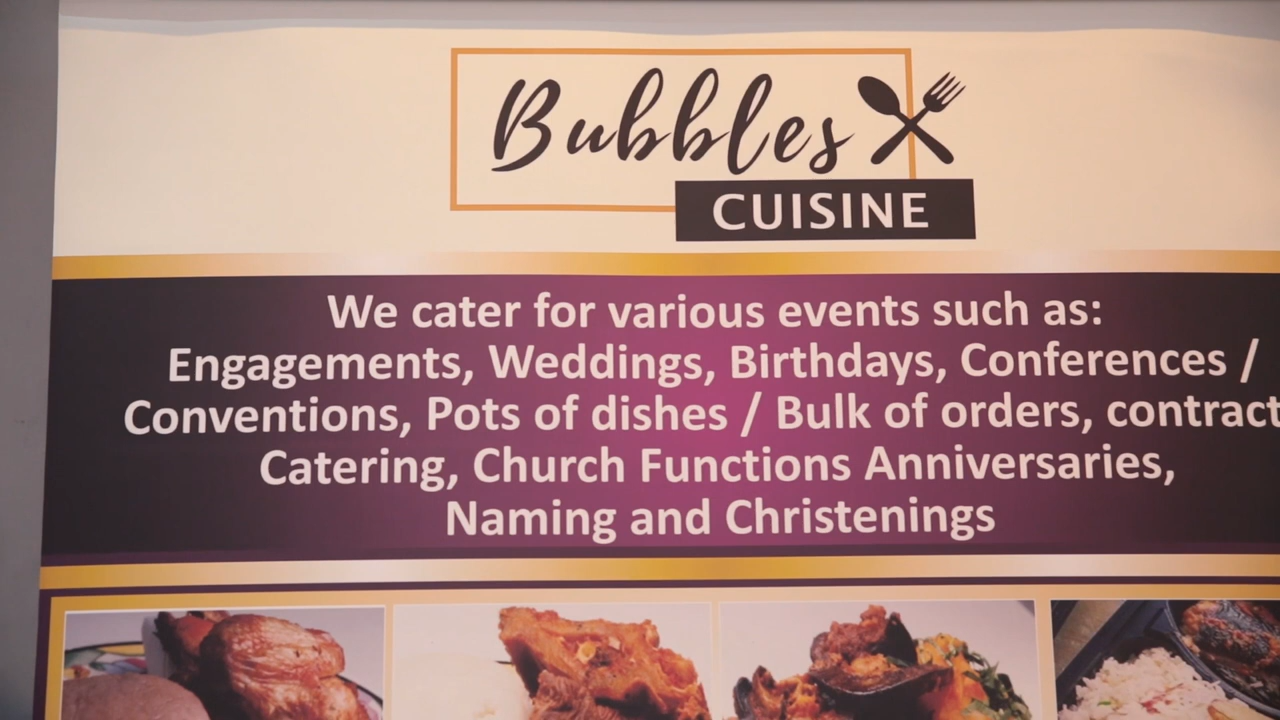 Bubbles
CUISINE
We cater for various events such as:
Engagements, Weddings, Birthdays, Conferences /
Conventions, Pots of dishes / Bulk of orders, contract
Catering, Church Functions Anniversaries,
Naming and Christenings